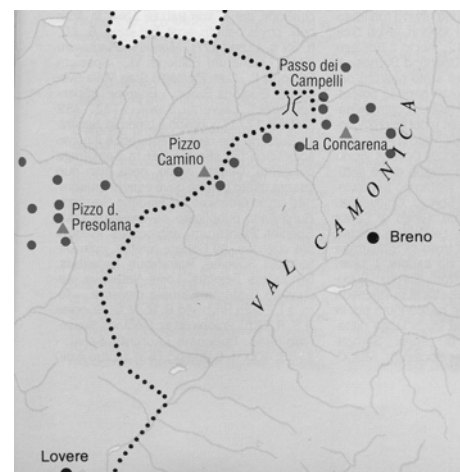 Passo dei
Campelli
Pizzo
Camino
La Concarena
Pizzo d.
Presolana
VAL CAMONICA
Breno
Lovere